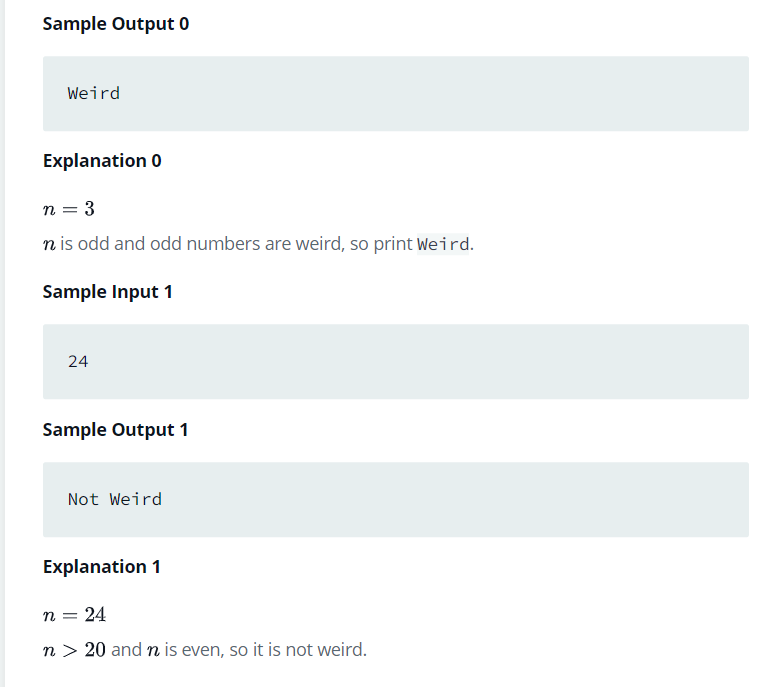 Sample Output 0
Weird
Explanation 0
n = 3
n is odd and odd numbers are weird, so print Weird.
Sample Input 1
24
Sample Output 1
Not Weird
Explanation 1
n = 24
n > 20 and n is even, so it is not weird.